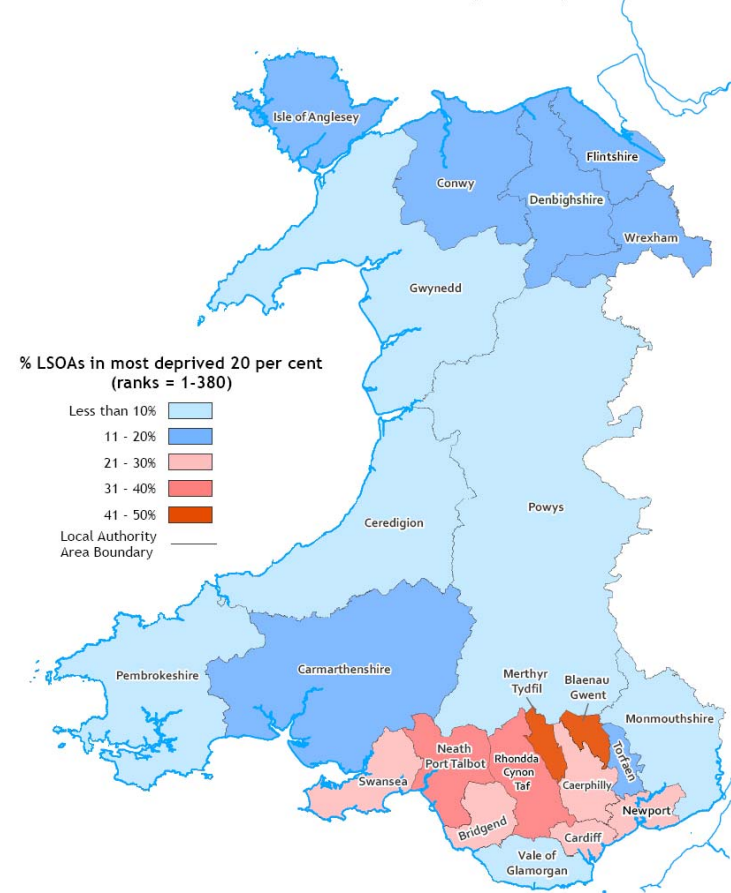 Isle of Anglesey
Flintshire
Conwy
Denbighshire
Wrexham
Gwynedd
% LSOAs in most deprived 20 per cent
(ranks = 1-380)
Less than 10%
11 - 20%
21 - 30%
31 - 40%
41 - 50%
Local Authority
Area Boundary
Powys
Ceredigion
Pembrokeshire
Carmarthenshire
Merthyr
Tydfil
Blaenau
Gwent
Monmouthshire
Torfaen
Neath
Port Talbot
Rhondda
Cynon
Taf
Swansea
Caerphilly
Newport
Bridgend
Cardiff
Vale of
Glamorgan